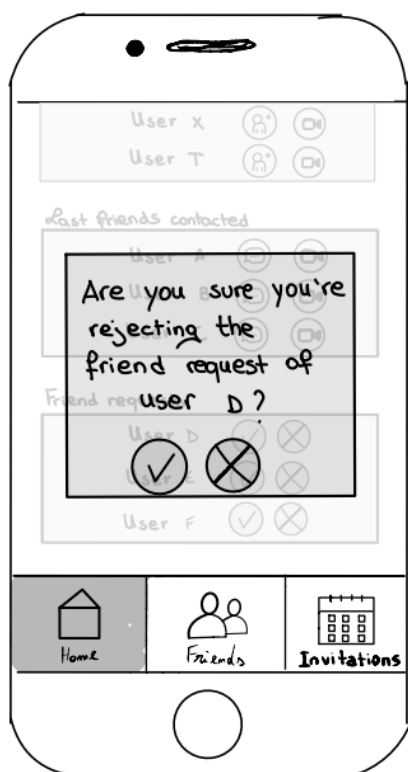 User X
User T
Last friends contacted
User A
B
Are you sure you're
rejecting the
friend request of
user D?
Friend req
User D
User E
User F
Home
Friends
Invitations